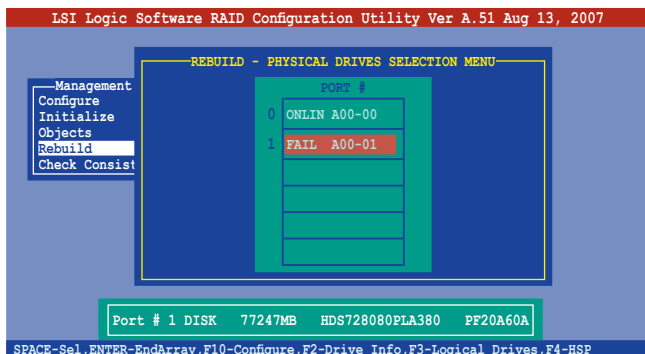 LSI Logic Software RAID Configuration Utility Ver A.51 Aug 13, 2007
REBUILD - PHYSICAL DRIVES SELECTION MENU
Management
Configure
Initialize
Objects
Rebuild
Check Consist
PORT #
0 ONLIN A00-00
1 FAIL A00-01
Port # 1 DISK 77247MB HDS728080PLA380 PF20A60A
SPACE-Sel,ENTER-EndArray,F10-Configure,F2-Drive Info,F3-Logical Drives,F4-HSP